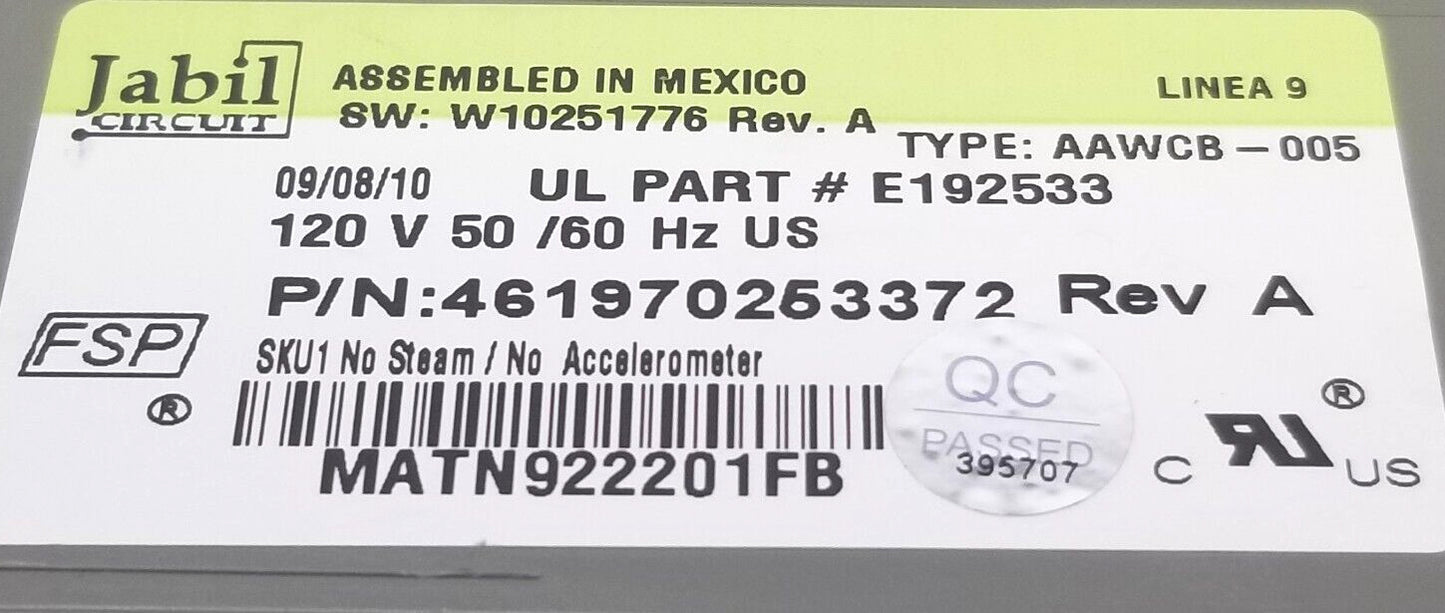 Jabil
CIRCUIT
ASSEMBLED IN MEXICO
LINEA 9
SW: W10251776 Rev. A
TYPE: AAWCB - 005
09/08/10 UL PART # E192533
120 V 50 /60 Hz US
P/N:461970253372 Rev A
FSP
®
SKU1 No Steam / No Accelerometer
MATN922201FB
QC
PASSED
395707
C RU US
®